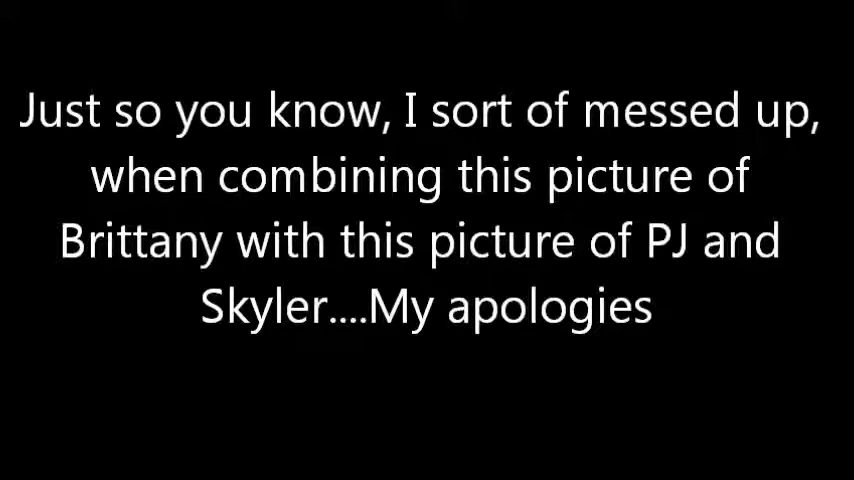 Just so you know, I sort of messed up,
when combining this picture of
Brittany with this picture of PJ and
Skyler....My apologies